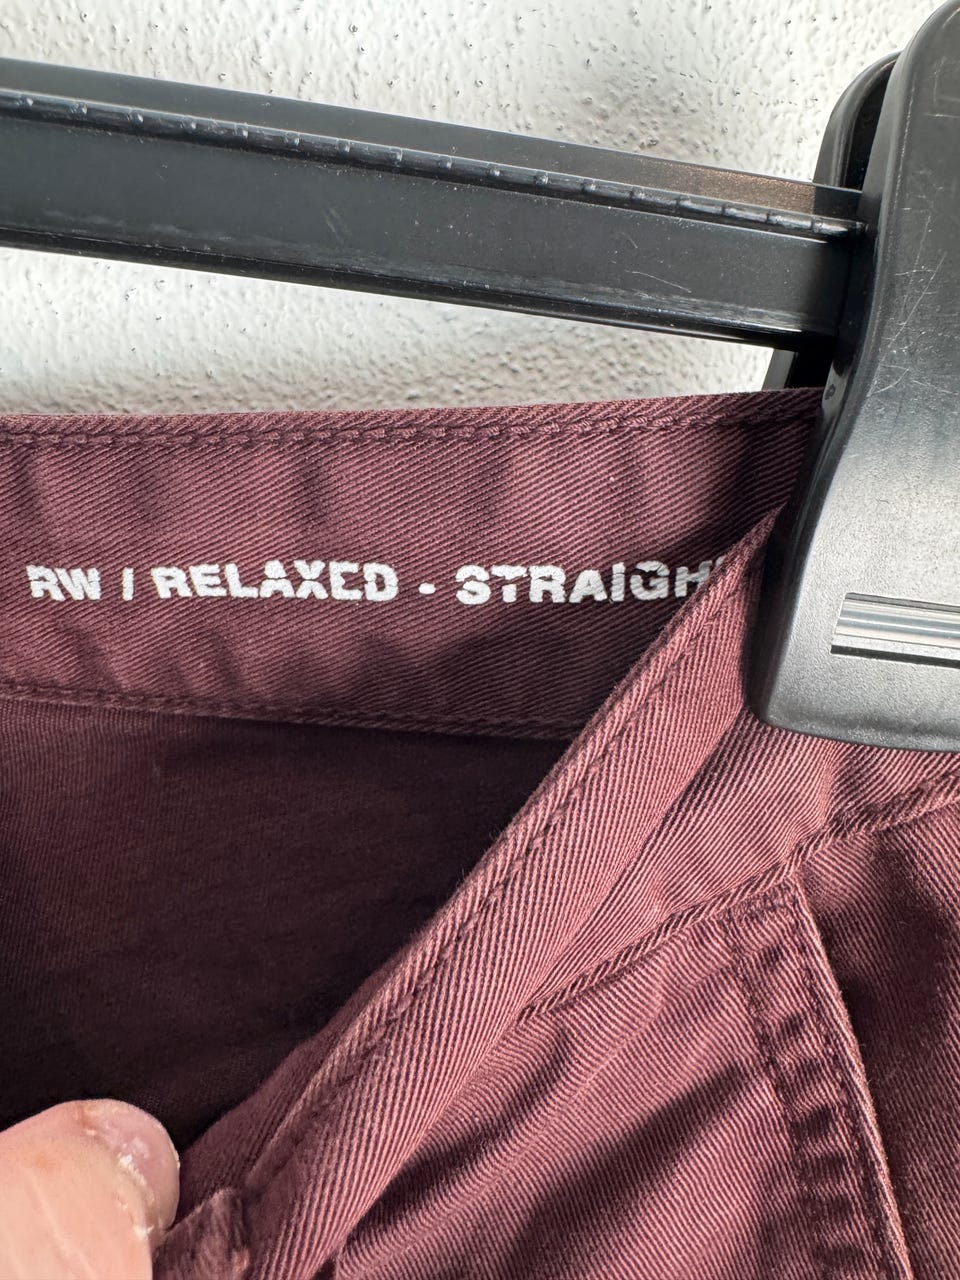 RW / RELAXED - STRAIGH